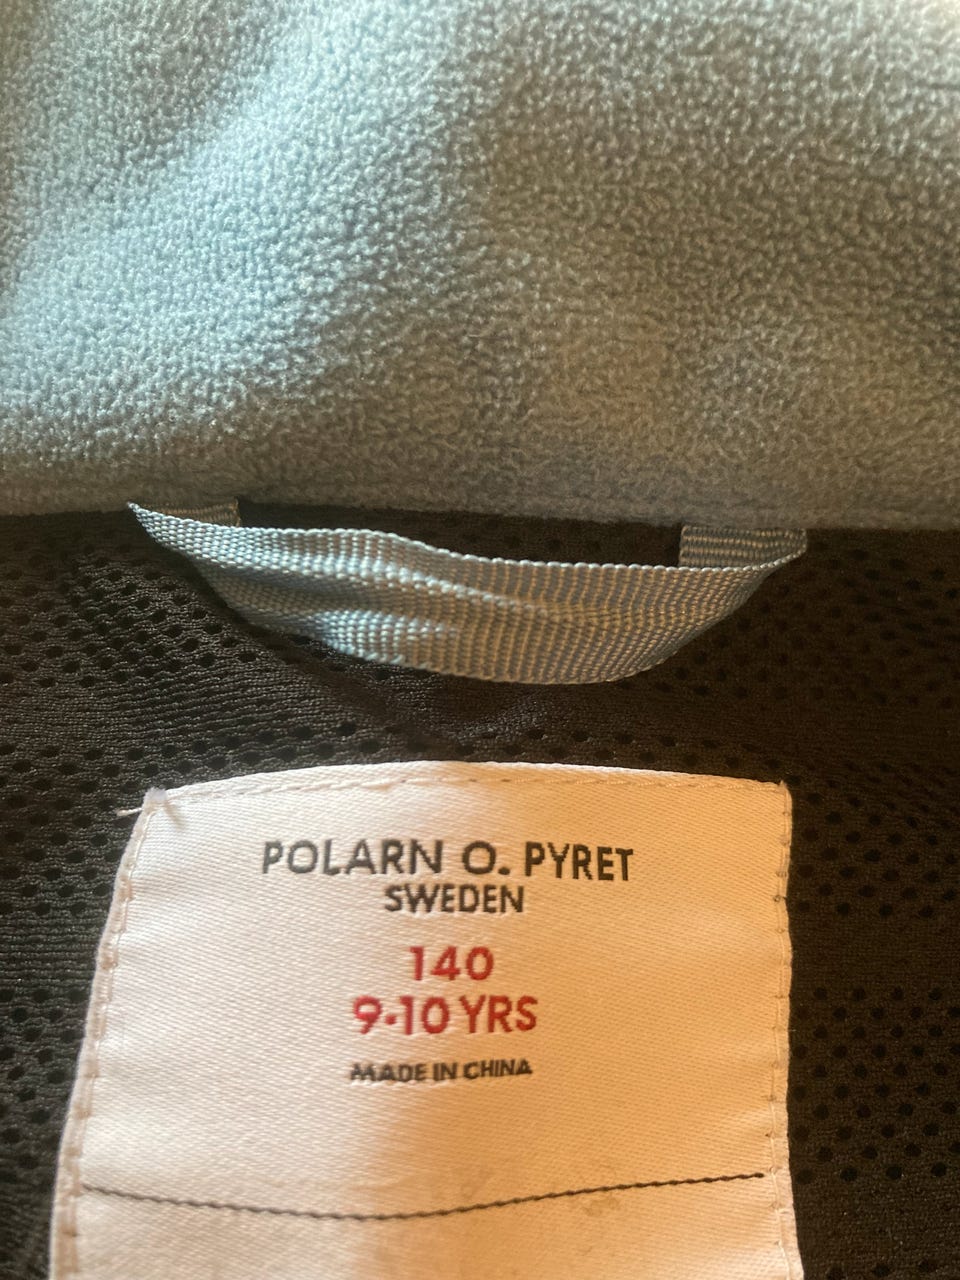 POLARN O. PYRET
SWEDEN
140
9-10 YRS
MADE IN CHINA